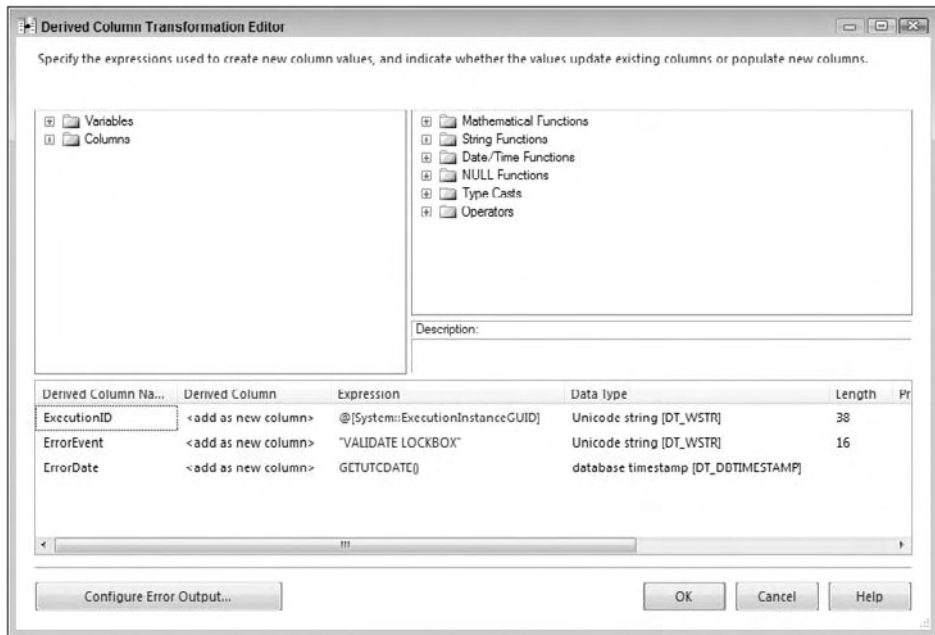 Derived Column Transformation Editor
Specify the expressions used to create new column values, and indicate whether the values update existing columns or populate new columns.
Variables
Columns
Mathematical Functions
String Functions
Date/Time Functions
NULL Functions
Type Casts
Operators
Description:
Derived Column Na... Derived Column Expression Data Type Length Pr
ExecutionID <add as new column> @[System::ExecutionInstanceGUID] Unicode string [DT_WSTR] 38
ErrorEvent <add as new column> "VALIDATE LOCKBOX" Unicode string [DT_WSTR] 16
ErrorDate <add as new column> GETUTCDATE() database timestamp [DT_DBTIMESTAMP]
Configure Error Output... OK Cancel Help